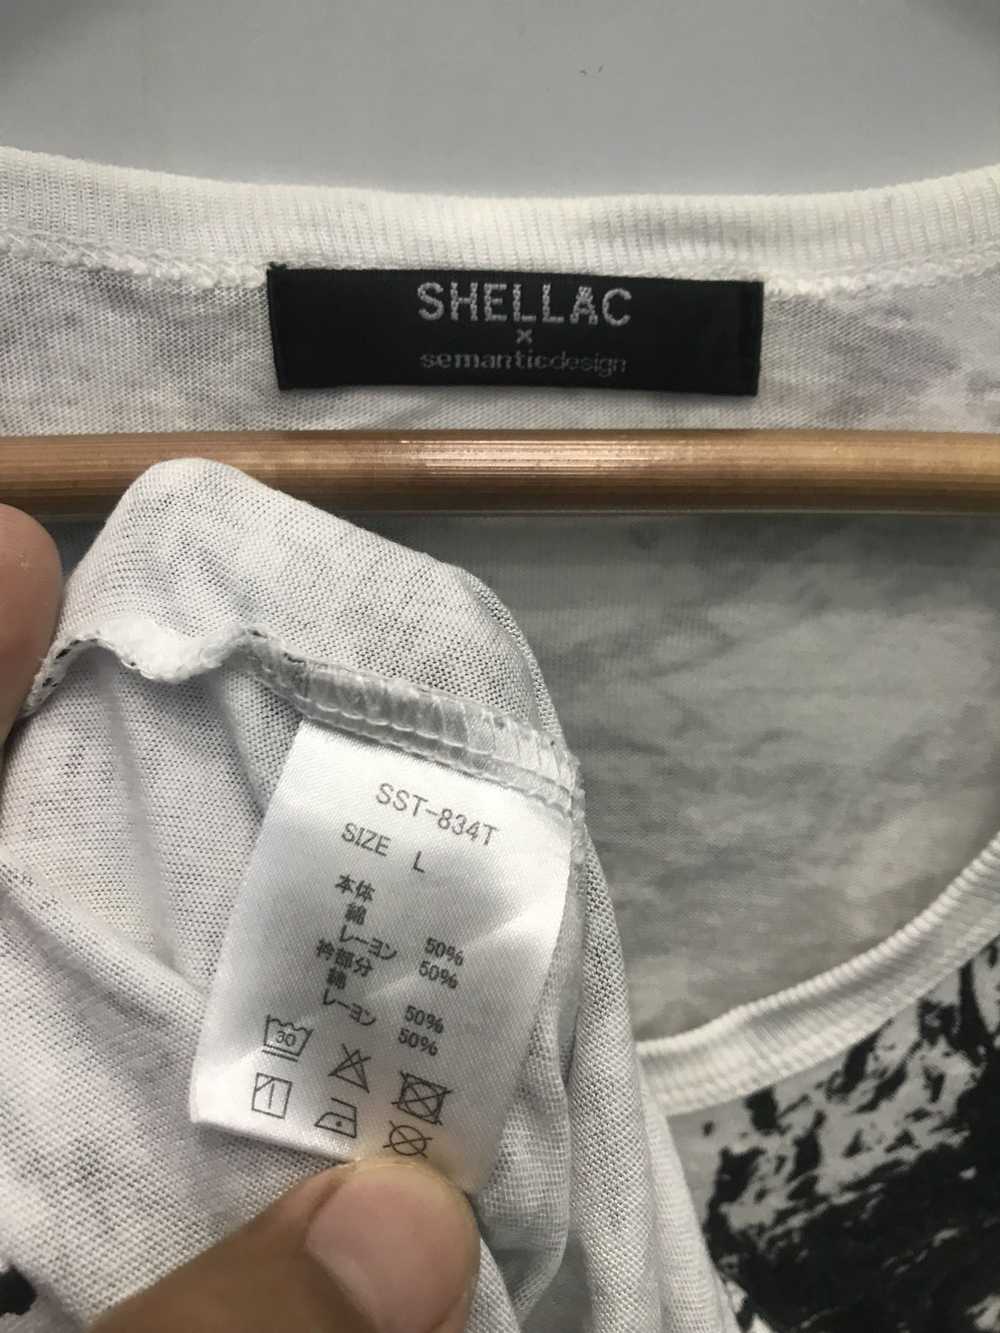 SHELLAC
×
semanticdesign
SST-834T
SIZE L
本体
綿 50%
レーヨン 50%
衿部分
綿 50%
レーヨン 50%
30